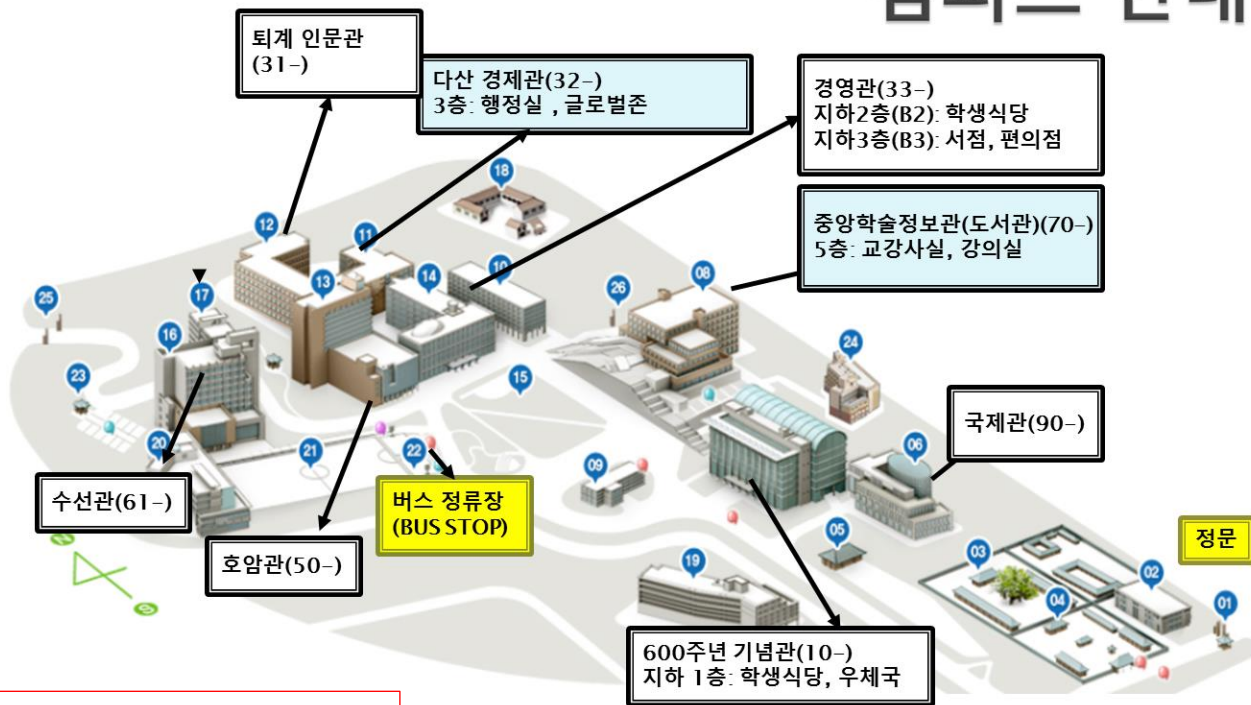 퇴계 인문관
(31-)
다산 경제관(32-)
3층: 행정실 , 글로벌존
경영관(33-)
지하2층(B2): 학생식당
지하3층(B3): 서점, 편의점
중앙학술정보관(도서관)(70-)
5층: 교강사실, 강의실
18
12
11
13
14
10
26
08
25
17
16
23
15
24
국제관(90-)
06
20
21
22
09
수선관(61-)
버스 정류장
(BUS STOP)
호암관(50-)
05
정문
03
02
04
01
19
N
S
600주년 기념관(10-)
지하 1층: 학생식당, 우체국